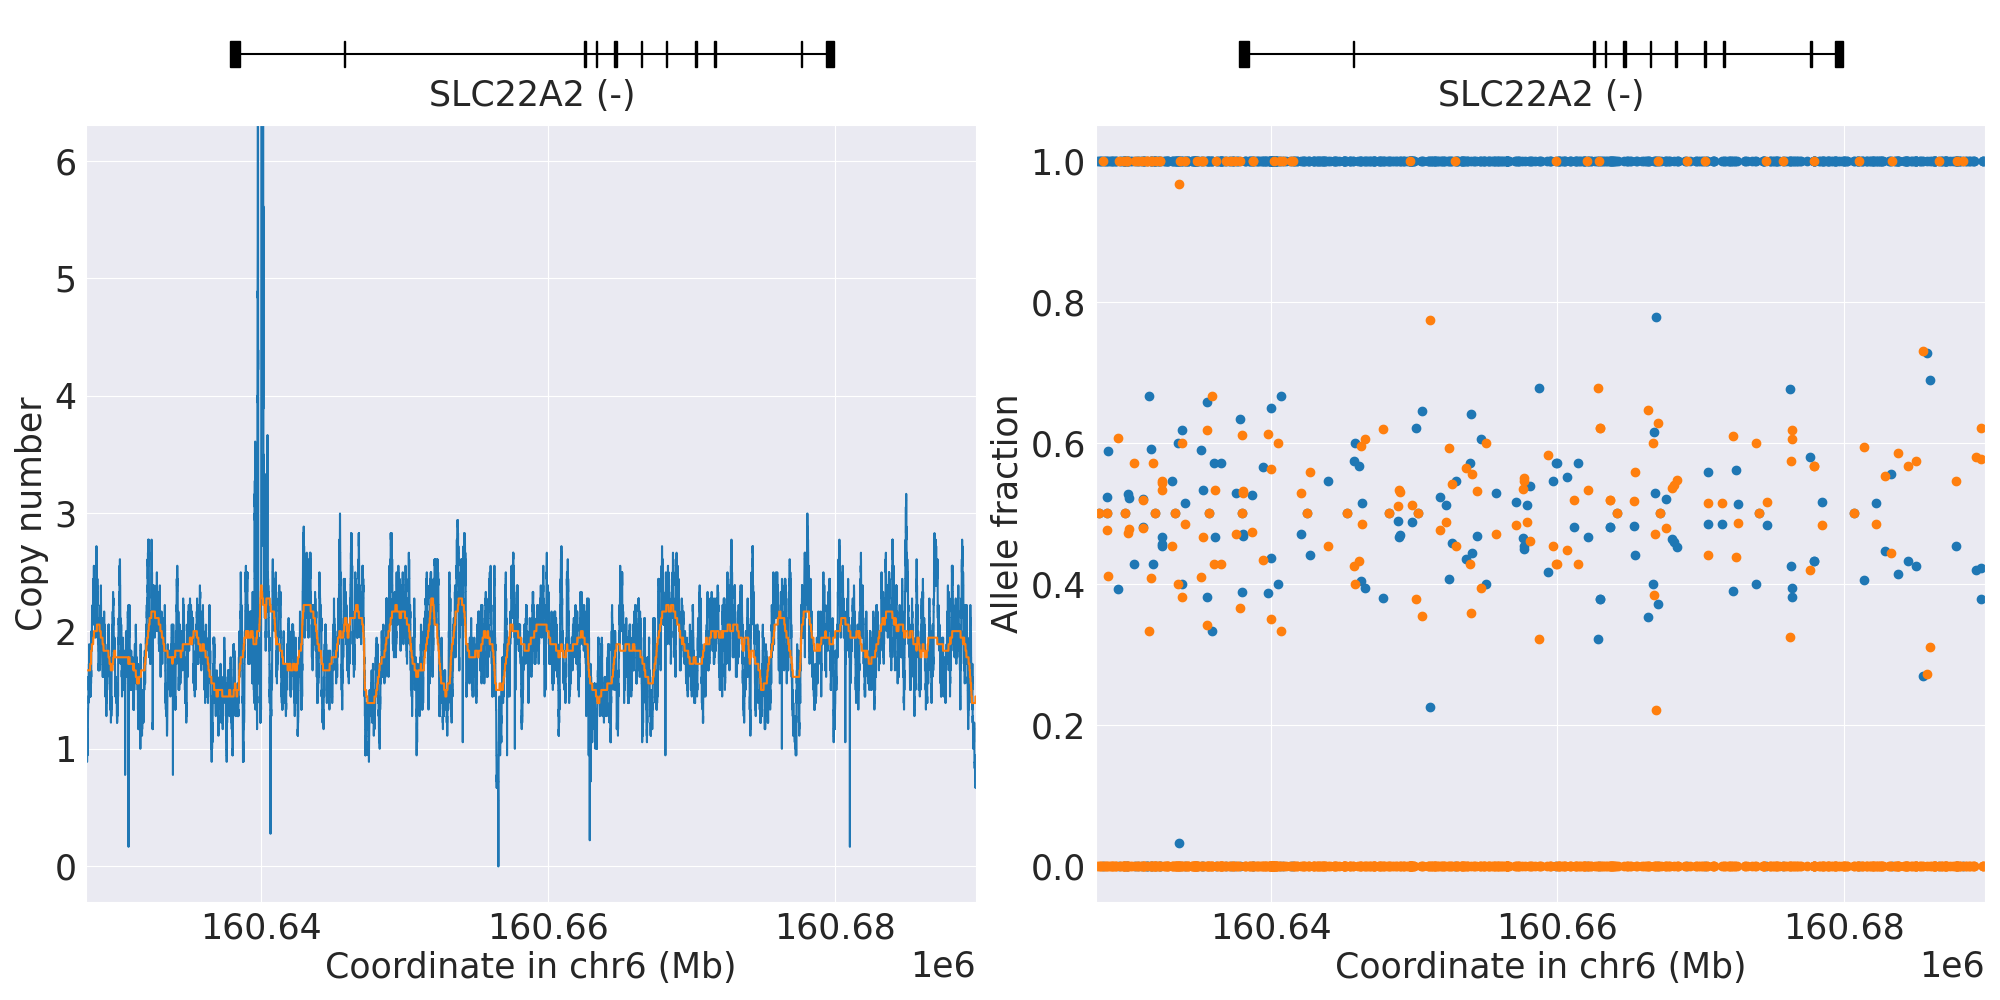 SLC22A2 (-)
6
5
4
3
2
1
0
Copy number
160.64
160.66
160.68
Coordinate in chr6 (Mb)
1e6
SLC22A2 (-)
1.0
0.8
0.6
0.4
0.2
0.0
Allele fraction
160.64
160.66
160.68
Coordinate in chr6 (Mb)
1e6